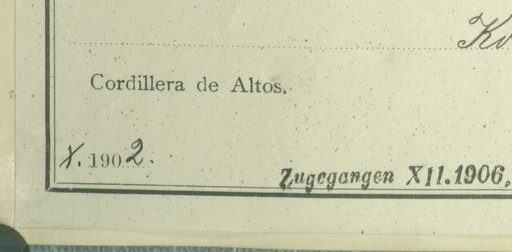 Cordillera de Altos.
X. 1902.
Zugegangen XII.1906.